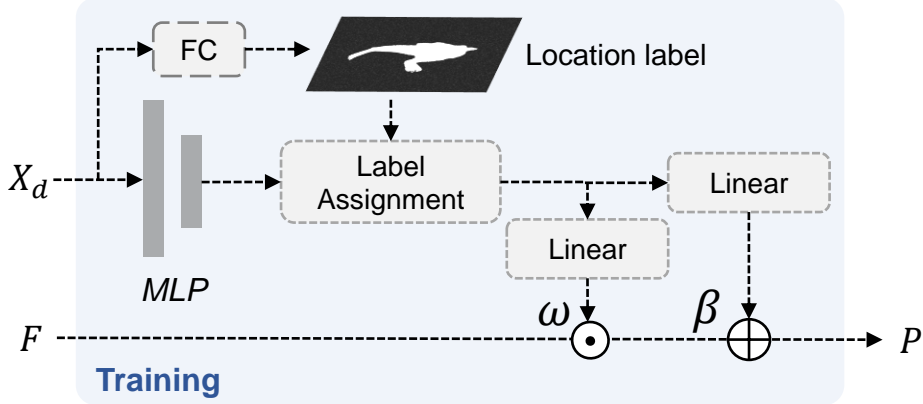 FC
Location label
X_d
Label
Assignment
Linear
Linear
MLP
ω
β
F
P
Training